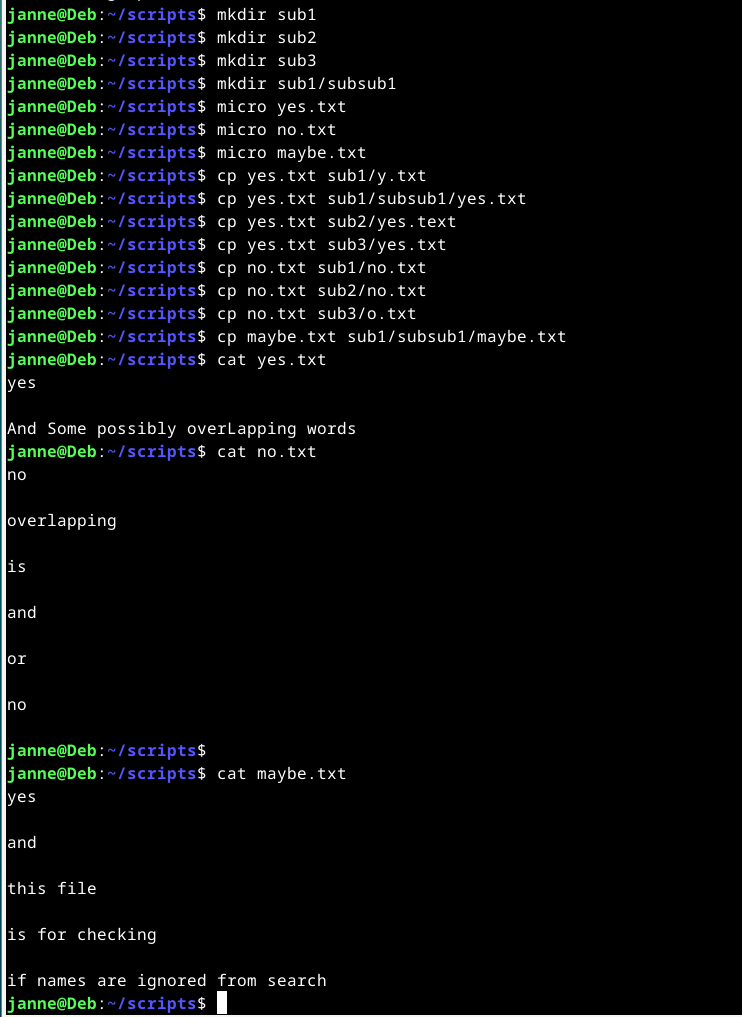 janne@Deb:~/scripts$ mkdir sub1
janne@Deb:~/scripts$ mkdir sub2
janne@Deb:~/scripts$ mkdir sub3
janne@Deb:~/scripts$ mkdir sub1/subsub1
janne@Deb:~/scripts$ micro yes.txt
janne@Deb:~/scripts$ micro no.txt
janne@Deb:~/scripts$ micro maybe.txt
janne@Deb:~/scripts$ cp yes.txt sub1/y.txt
janne@Deb:~/scripts$ cp yes.txt sub1/subsub1/yes.txt
janne@Deb:~/scripts$ cp yes.txt sub2/yes.text
janne@Deb:~/scripts$ cp yes.txt sub3/yes.txt
janne@Deb:~/scripts$ cp no.txt sub1/no.txt
janne@Deb:~/scripts$ cp no.txt sub2/no.txt
janne@Deb:~/scripts$ cp no.txt sub3/o.txt
janne@Deb:~/scripts$ cp maybe.txt sub1/subsub1/maybe.txt
janne@Deb:~/scripts$ cat yes.txt
yes
And Some possibly overLapping words
janne@Deb:~/scripts$ cat no.txt
no
overlapping
is
and
or
no
janne@Deb:~/scripts$
janne@Deb:~/scripts$ cat maybe.txt
yes
and
this file
is for checking
if names are ignored from search
janne@Deb:~/scripts$